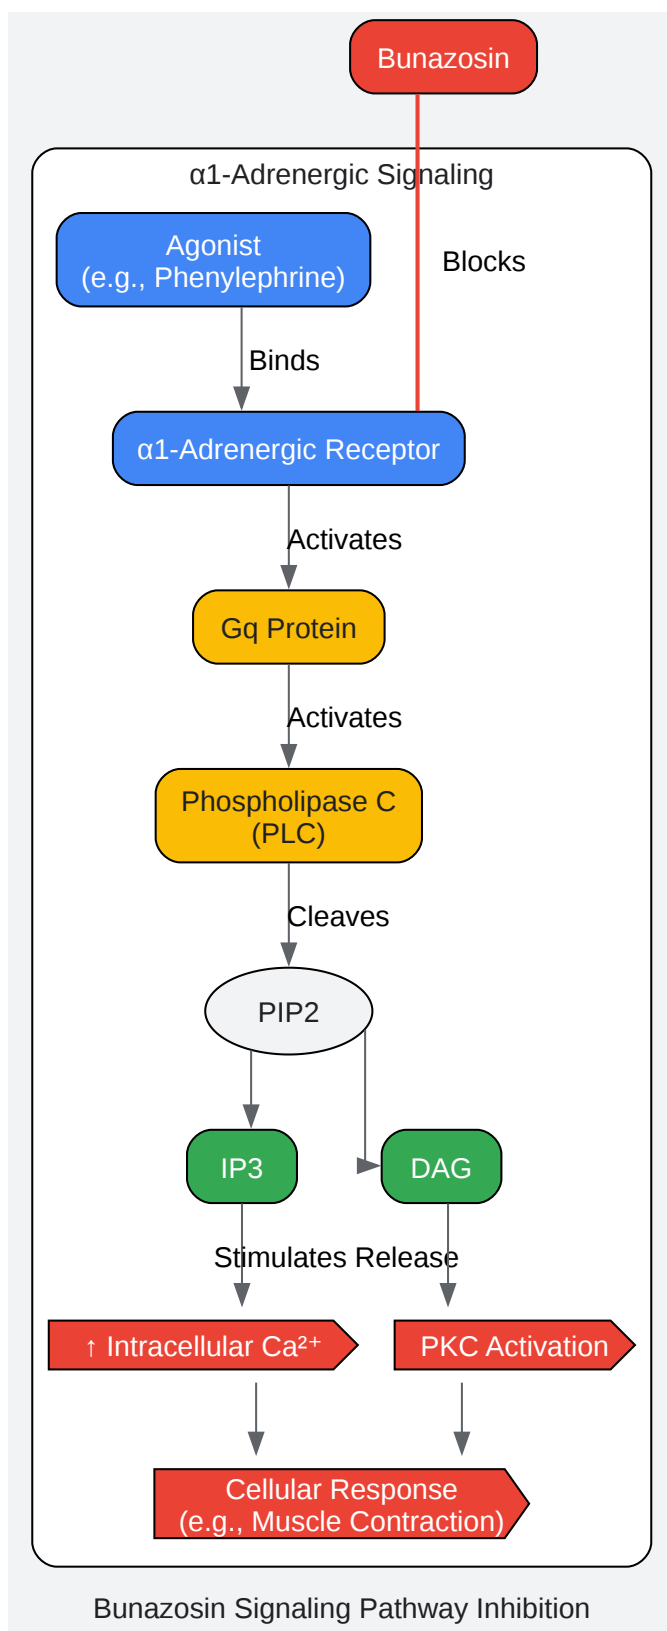 Bunazosin
α1-Adrenergic Signaling
Agonist
(e.g., Phenylephrine)
Blocks
Binds
α1-Adrenergic Receptor
Activates
Gq Protein
Activates
Phospholipase C
(PLC)
Cleaves
PIP2
IP3
DAG
Stimulates Release
↑ Intracellular Ca²⁺
PKC Activation
Cellular Response
(e.g., Muscle Contraction)
Bunazosin Signaling Pathway Inhibition